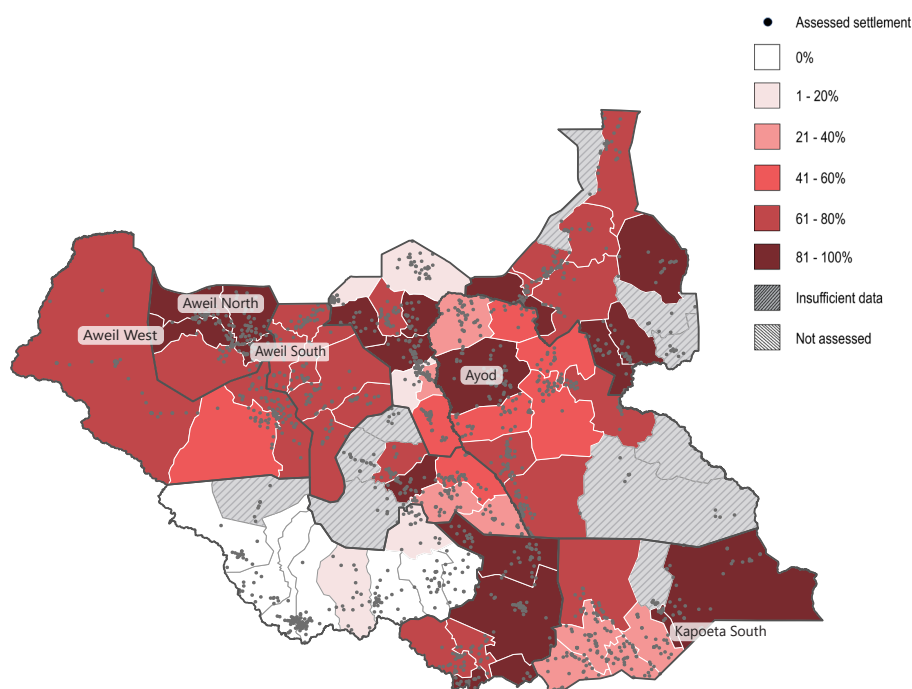 Assessed settlement
0%
1 - 20%
21 - 40%
41 - 60%
61 - 80%
81 - 100%
Insufficient data
Not assessed
Aweil North
Aweil West
Aweil South
Ayod
Kapoeta South